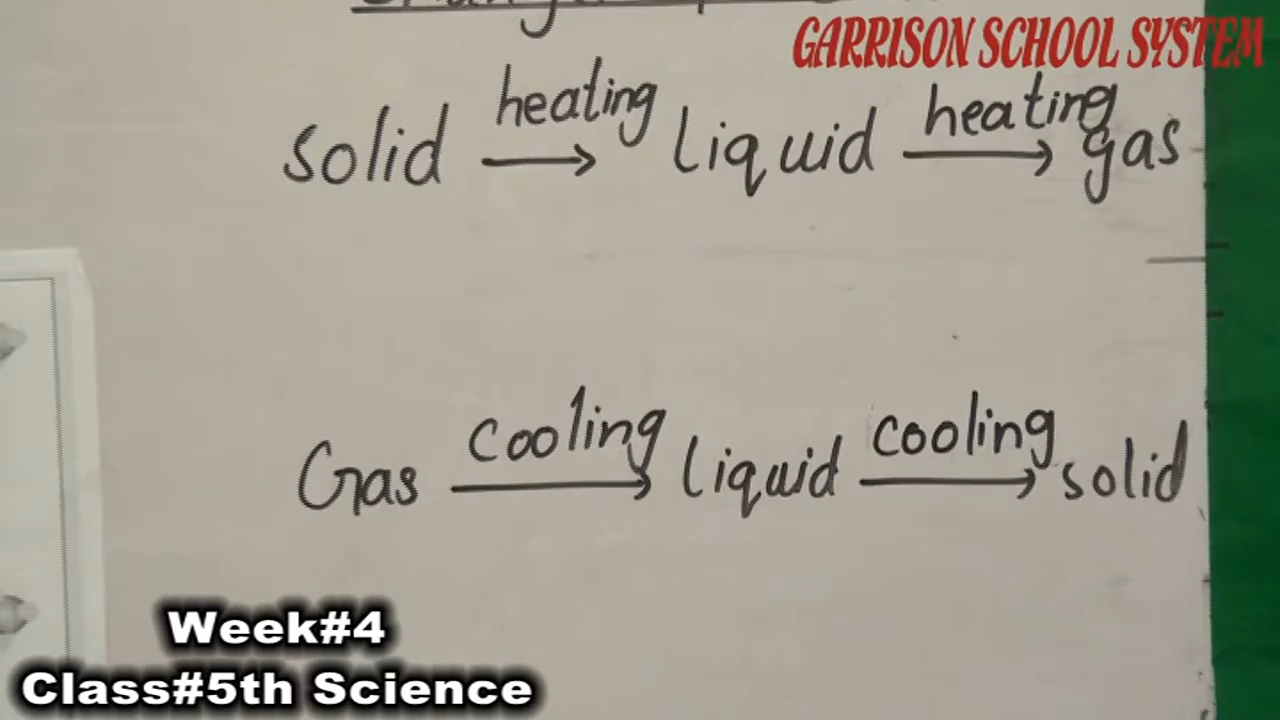 GARRISON SCHOOL SYSTEM
solid heating → liquid heating → gas
Gas cooling → liquid cooling → solid
Week#4
Class#5th Science